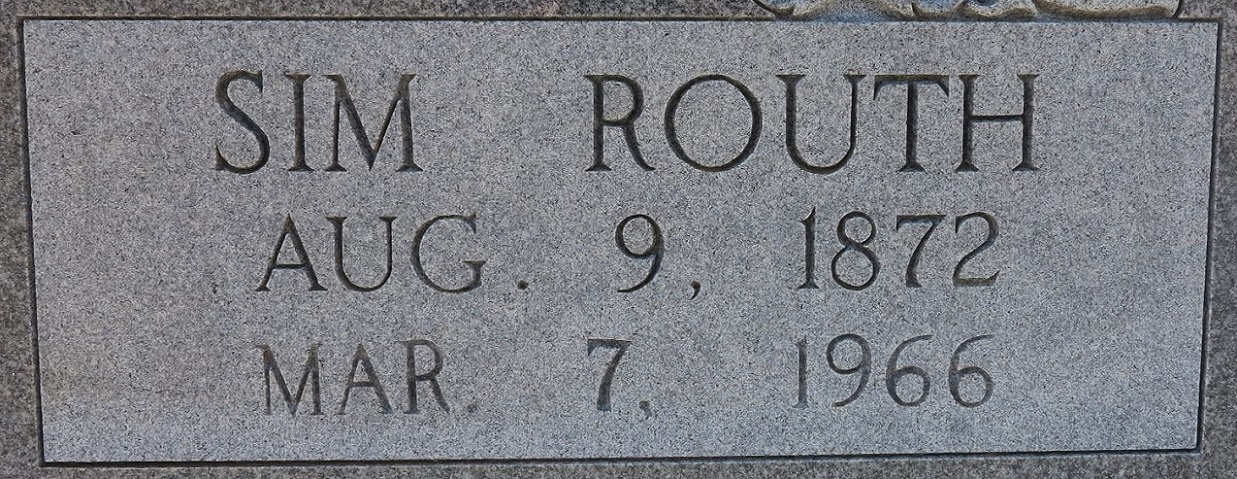 SIM ROUTH
AUG. 9, 1872
MAR. 7, 1966